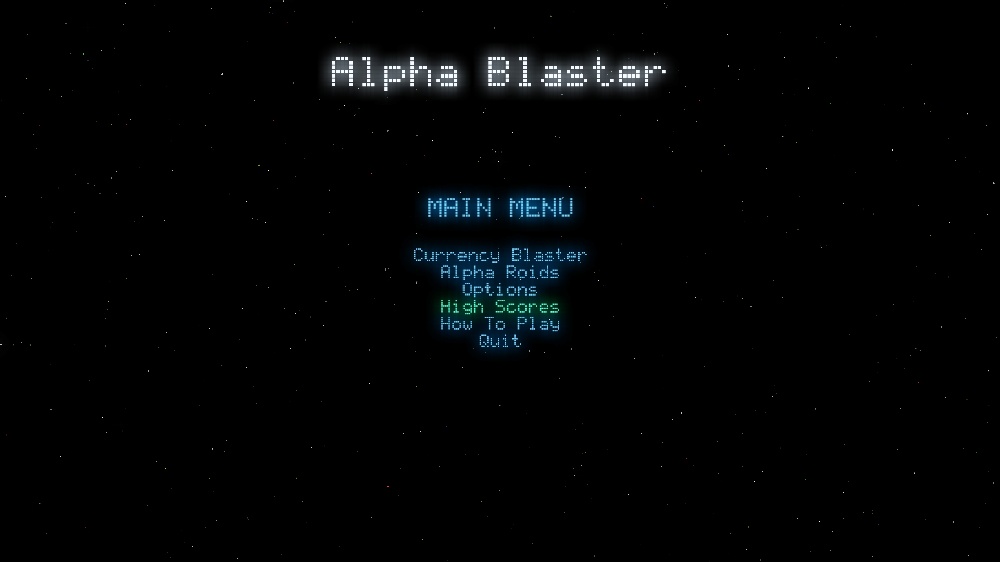 Alpha Blaster
MAIN MENU
Currency Blaster
Alpha Roids
Options
High Scores
How To Play
Quit